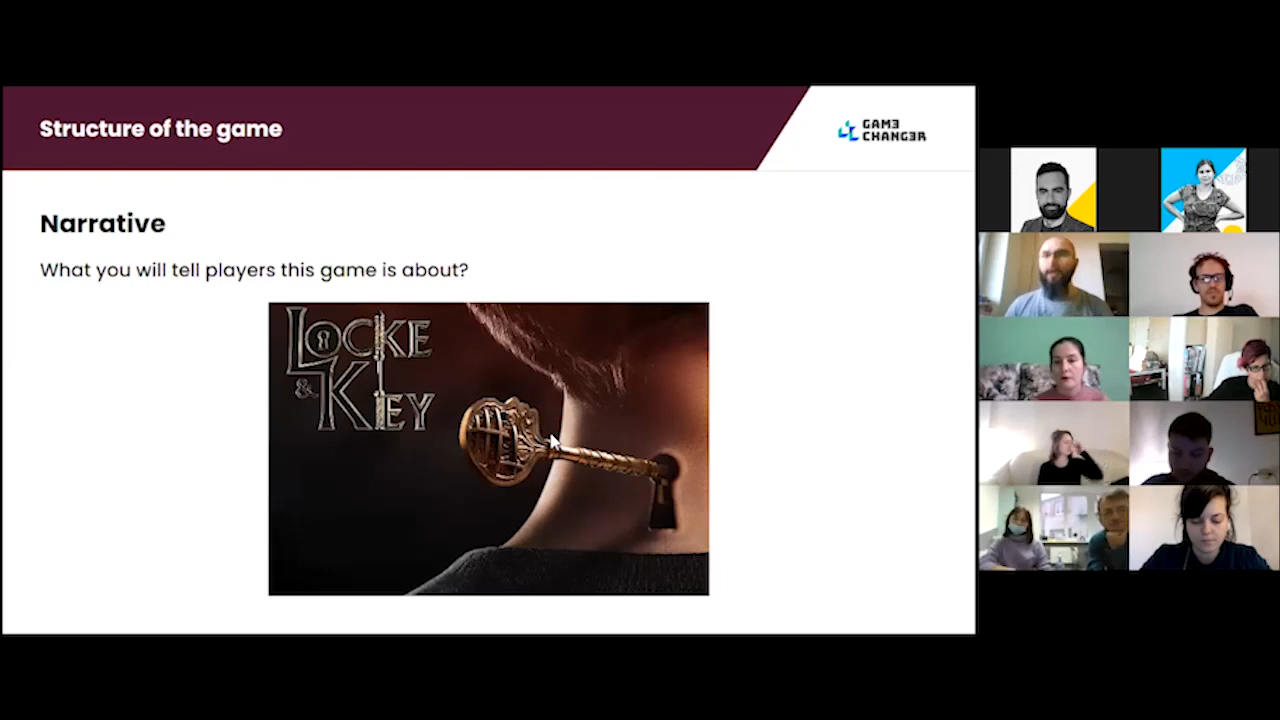 Structure of the game
GAM3
CHANG3R
Narrative
What you will tell players this game is about?
LOCKE
& KEY